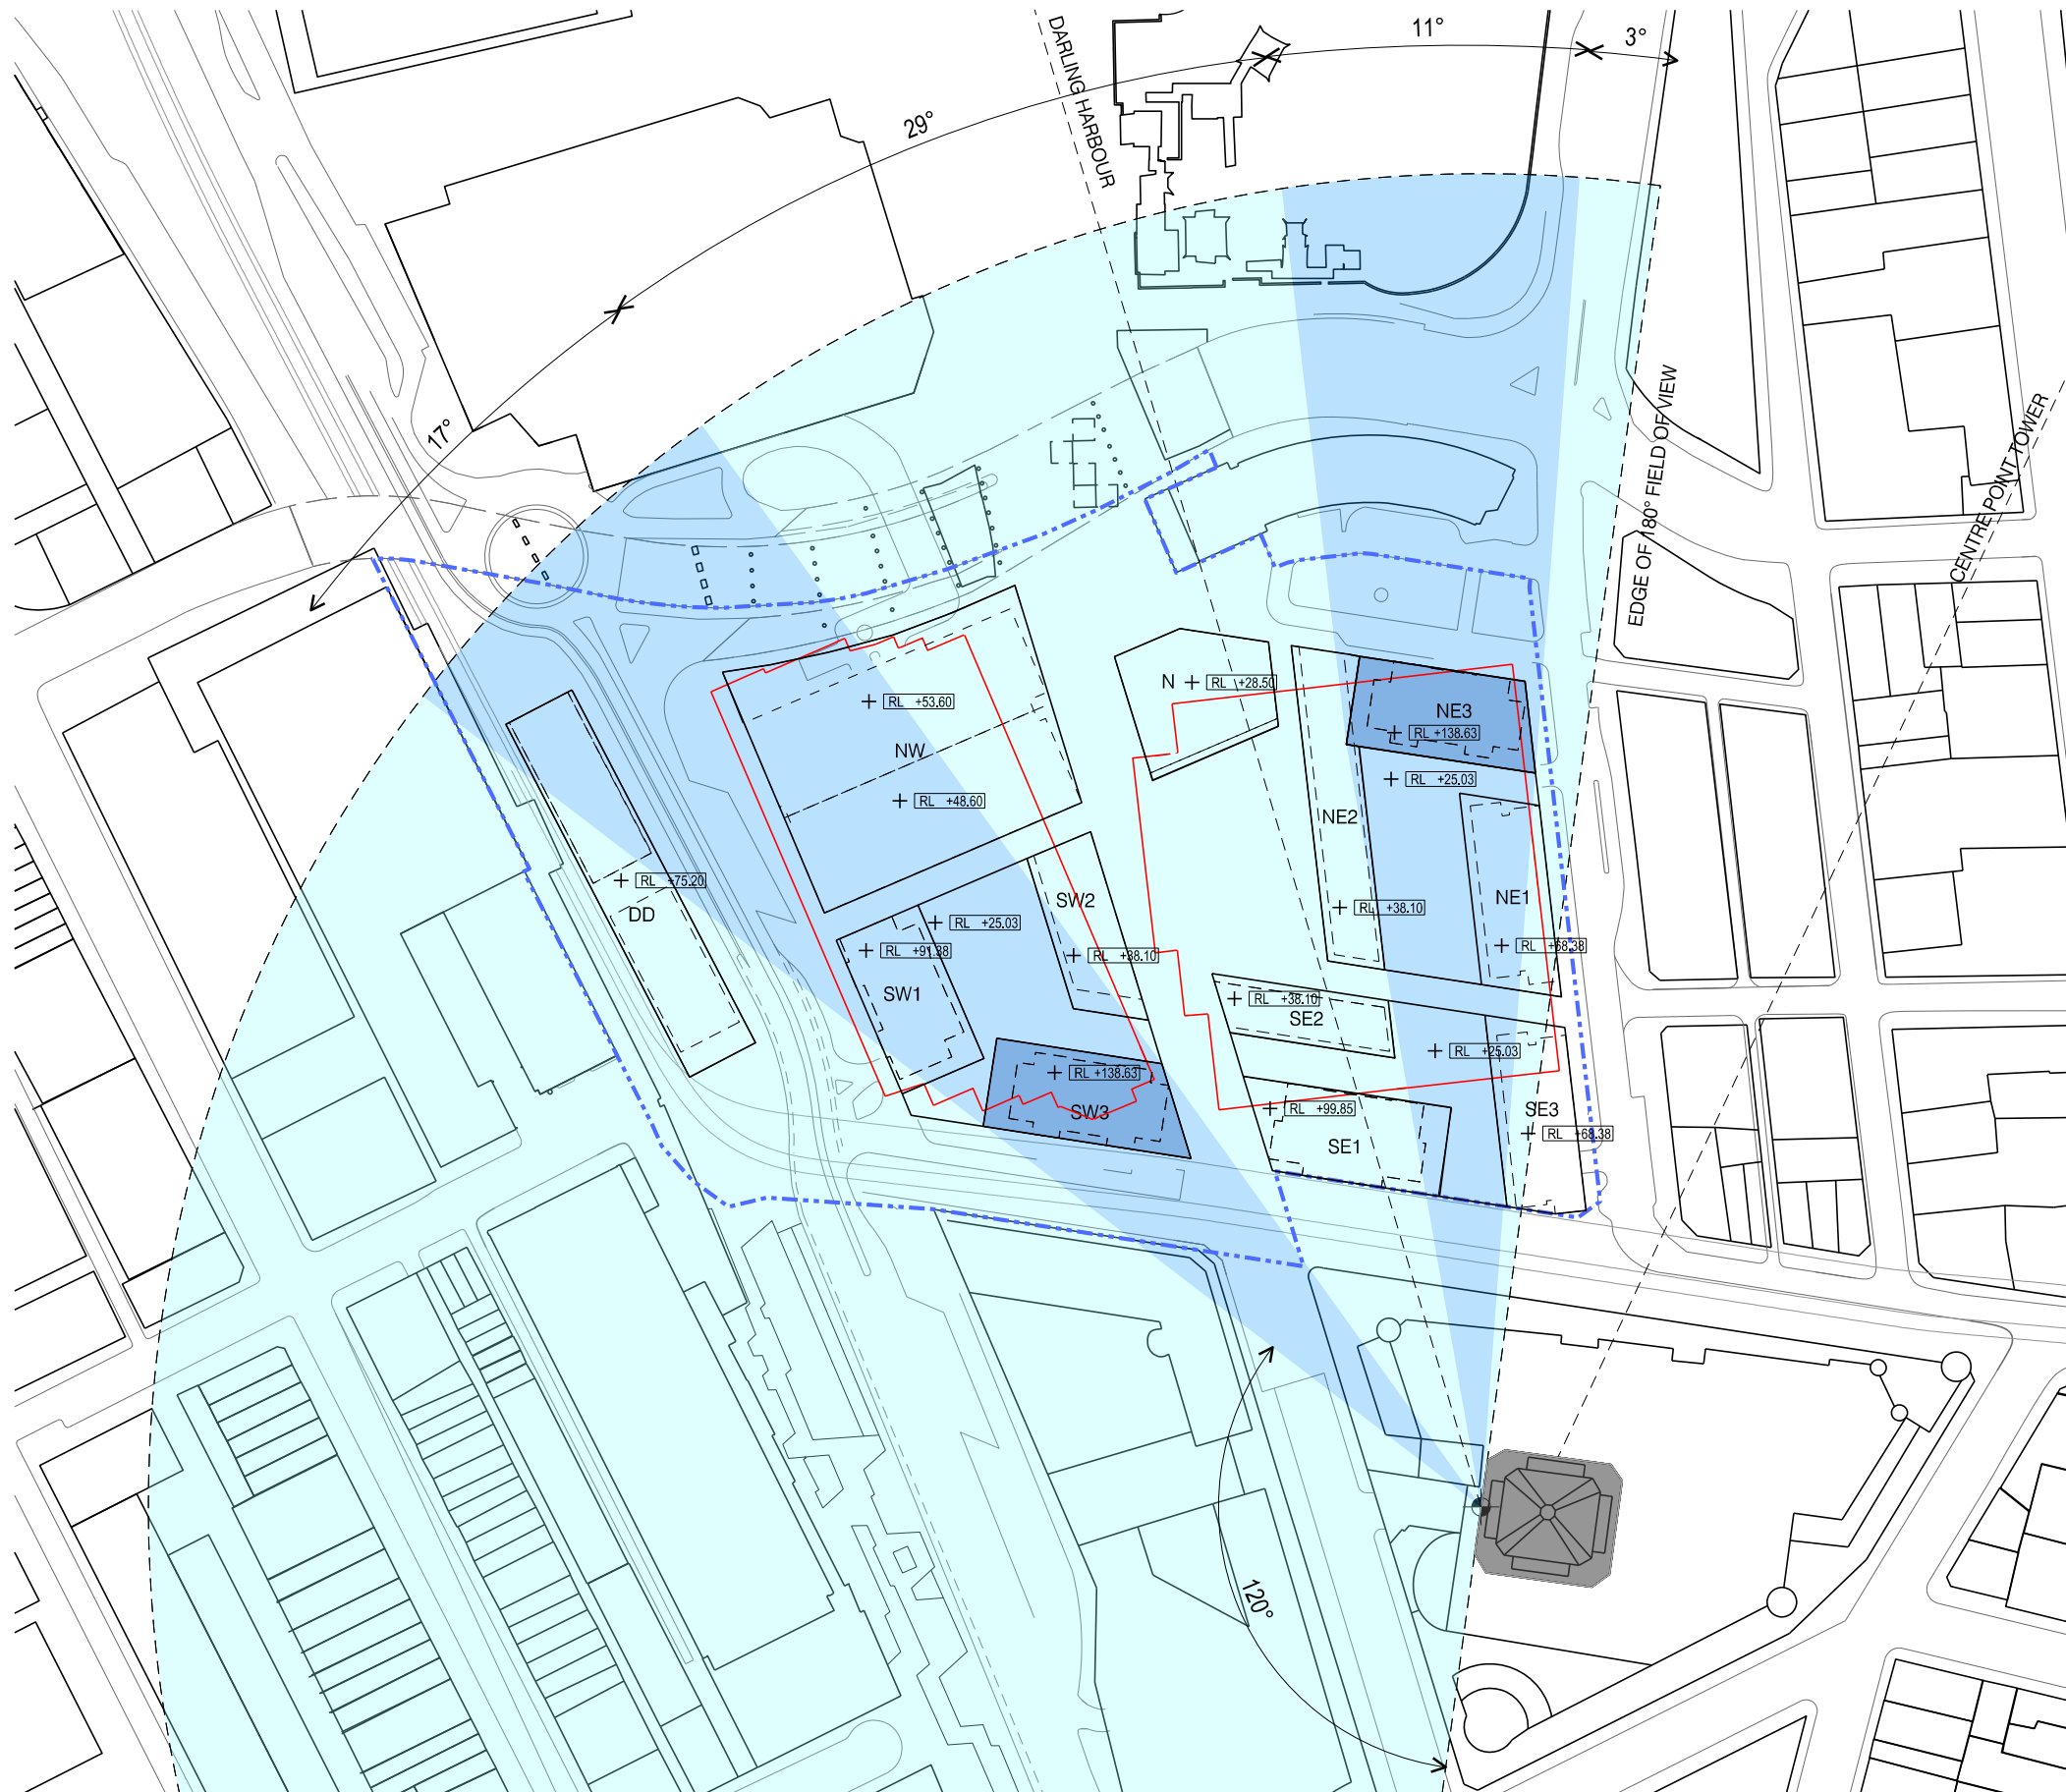 11°
3°
29°
17°
DARLING HARBOUR
EDGE OF 180° FIELD OF VIEW
CENTRE POINT TOWER
N
RL +28.50
RL +53.60
NE3
RL +138.63
NW
RL +25.03
RL +48.60
NE2
RL +75.20
DD
SW2
NE1
RL +38.10
RL +25.03
RL +91.38
RL +38.10
RL +68.38
SW1
RL +38.10
SE2
RL +25.03
RL +138.63
SW3
RL +99.85
SE3
RL +68.38
SE1
120°